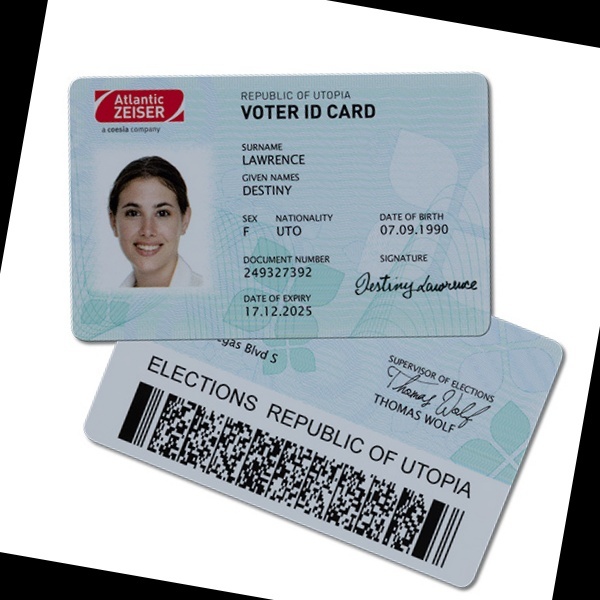 Atlantic
ZEISER
a coesia company
REPUBLIC OF UTOPIA
VOTER ID CARD
SURNAME
LAWRENCE
GIVEN NAMES
DESTINY
SEX NATIONALITY DATE OF BIRTH
F UTO 07.09.1990
DOCUMENT NUMBER SIGNATURE
249327392 Destiny Lawrence
DATE OF EXPIRY
17.12.2025
Blvd S
SUPERVISOR OF ELECTIONS
Thomas Wolf
THOMAS WOLF
ELECTIONS REPUBLIC OF UTOPIA